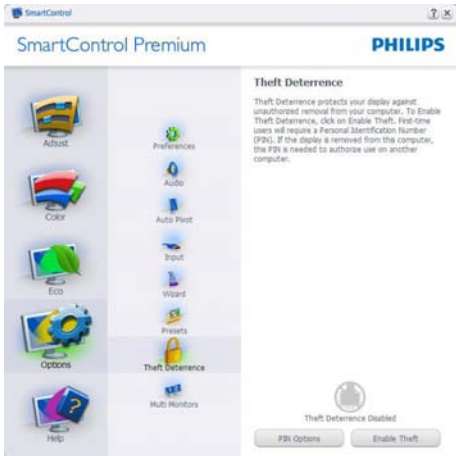 SmartControl
SmartControl Premium
PHILIPS
Adjust
Color
Eco
Options
Help
Preferences
Audio
Auto Pivot
Input
Wizard
Presets
Theft Deterrence
Multi Monitors
Theft Deterrence
Theft Deterrence protects your display against
unauthorized removal from your computer. To Enable
Theft Deterrence, click on Enable Theft. First-time
users will require a Personal Identification Number
(PIN). If the display is removed from this computer,
the PIN is needed to authorize use on another
computer.
Theft Deterrence Disabled
PIN Options
Enable Theft